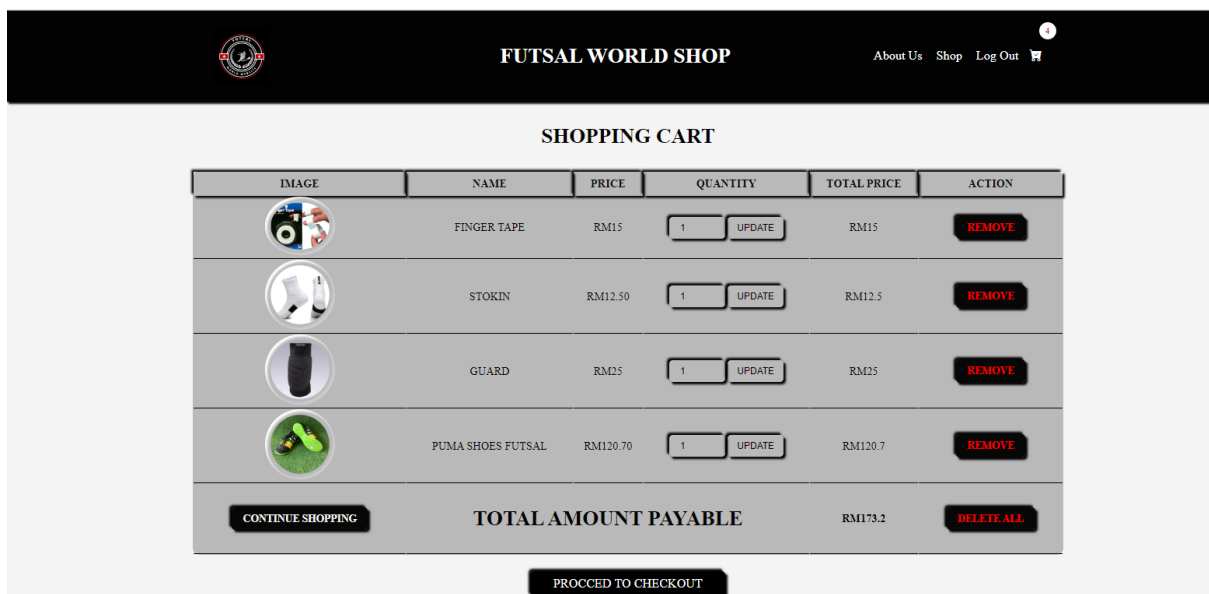 4
FUTSAL WORLD SHOP
About Us Shop Log Out
SHOPPING CART
IMAGE NAME PRICE QUANTITY TOTAL PRICE ACTION
FINGER TAPE RM15 1 UPDATE RM15 REMOVE
STOKIN RM12.50 1 UPDATE RM12.5 REMOVE
GUARD RM25 1 UPDATE RM25 REMOVE
PUMA SHOES FUTSAL RM120.70 1 UPDATE RM120.7 REMOVE
CONTINUE SHOPPING TOTAL AMOUNT PAYABLE RM173.2 DELETE ALL
PROCCED TO CHECKOUT